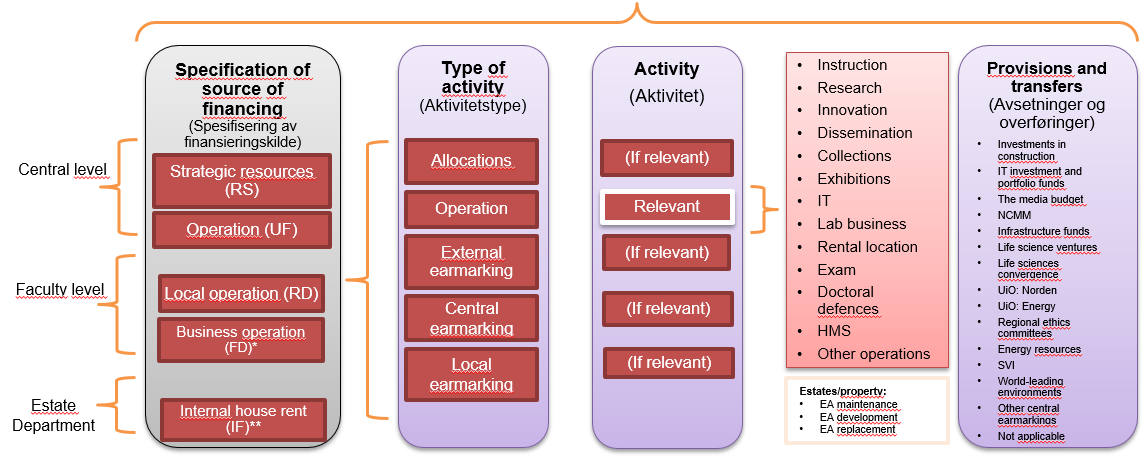 Central level
Faculty level
Estate
Department
Specification of
source of
financing
(Spesifisering av
finansieringskilde)
Strategic resources
(RS)
Operation (UF)
Local operation (RD)
Business operation
(FD)*
Internal house rent
(IF)**
Type of
activity
(Aktivitetstype)
Allocations
Operation
External
earmarking
Central
earmarking
Local
earmarking
Activity
(Aktivitet)
(If relevant)
Relevant
(If relevant)
(If relevant)
(If relevant)
• Instruction
• Research
• Innovation
• Dissemination
• Collections
• Exhibitions
• IT
• Lab business
• Rental location
• Exam
• Doctoral
defences
• HMS
• Other operations
Estates/property:
• EA maintenance
• EA development
• EA replacement
Provisions and
transfers
(Avsetninger og
overføringer)
• Investments in
construction
• IT investment and
portfolio funds
• The media budget
• NCMM
• Infrastructure funds
• Life science ventures
• Life sciences
convergence
• UiO: Norden
• UiO: Energy
• Regional ethics
committees
• Energy resources
• SVI
• World-leading
environments
• Other central
earmarkings
• Not applicable